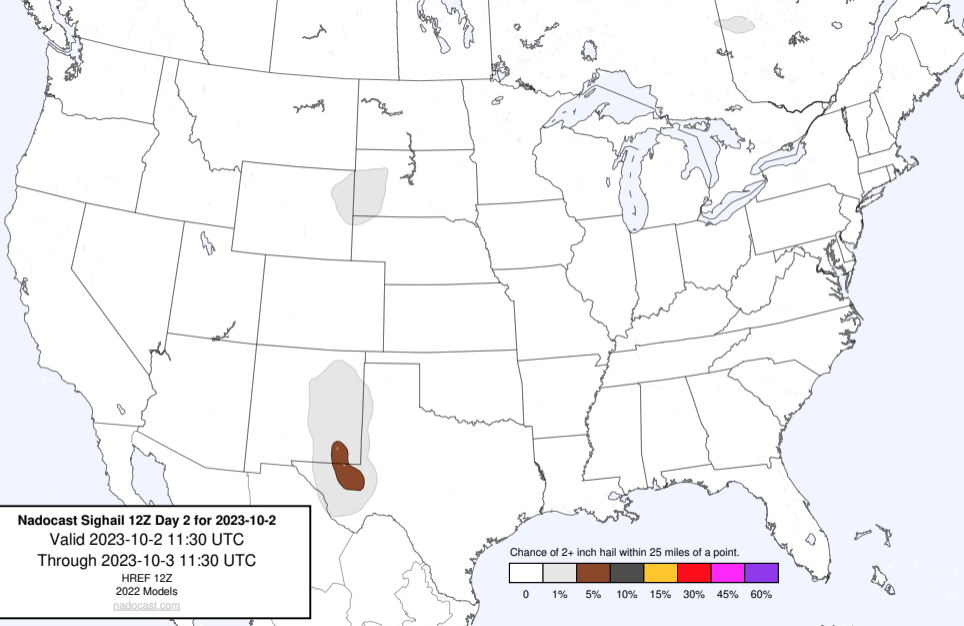 Nadocast Sighail 12Z Day 2 for 2023-10-2
Valid 2023-10-2 11:30 UTC
Through 2023-10-3 11:30 UTC
HREF 12Z
2022 Models
nadocast.com
Chance of 2+ inch hail within 25 miles of a point.
0 1% 5% 10% 15% 30% 45% 60%